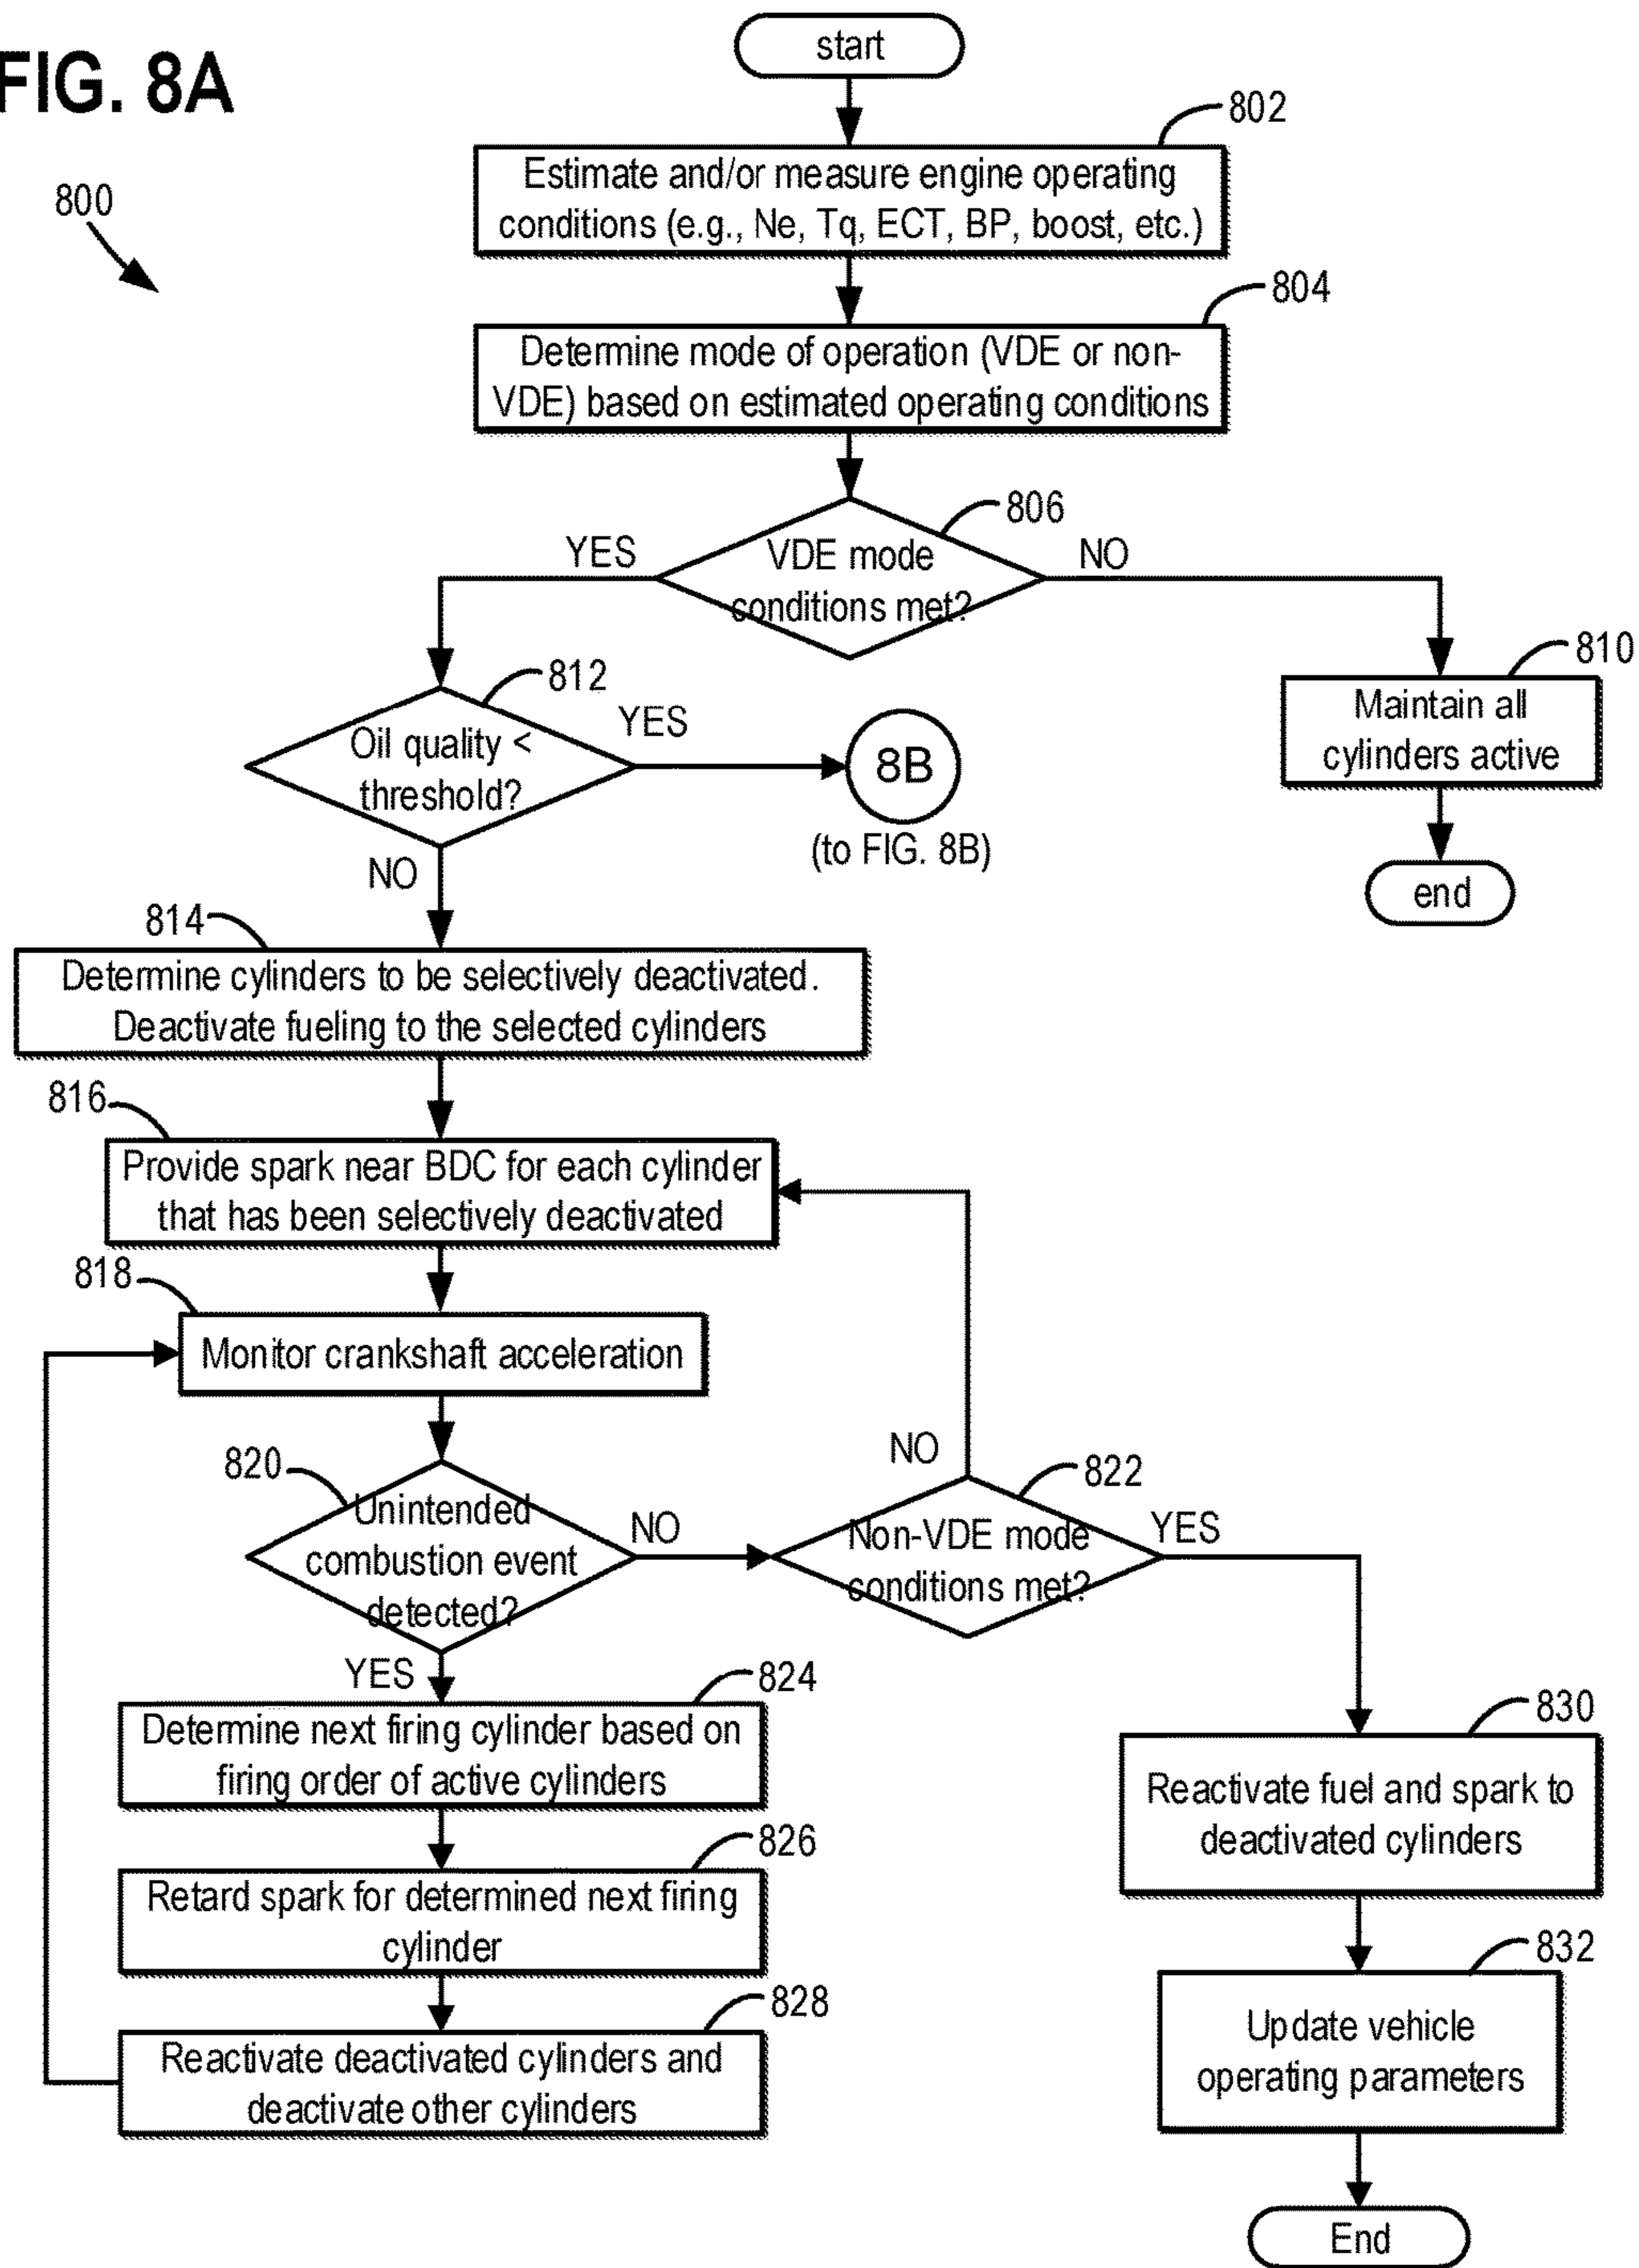 FIG. 8A
start
800
802
Estimate and/or measure engine operating
conditions (e.g., Ne, Tq, ECT, BP, boost, etc.)
804
Determine mode of operation (VDE or non-
VDE) based on estimated operating conditions
806
YES
VDE mode
conditions met?
NO
810
Maintain all
cylinders active
end
812
Oil quality <
threshold?
YES
8B
(to FIG. 8B)
NO
814
Determine cylinders to be selectively deactivated.
Deactivate fueling to the selected cylinders
816
Provide spark near BDC for each cylinder
that has been selectively deactivated
818
Monitor crankshaft acceleration
820
Unintended
combustion event
detected?
NO
822
NO
Non-VDE mode
conditions met?
YES
YES
824
Determine next firing cylinder based on
firing order of active cylinders
826
Retard spark for determined next firing
cylinder
828
Reactivate deactivated cylinders and
deactivate other cylinders
830
Reactivate fuel and spark to
deactivated cylinders
832
Update vehicle
operating parameters
End